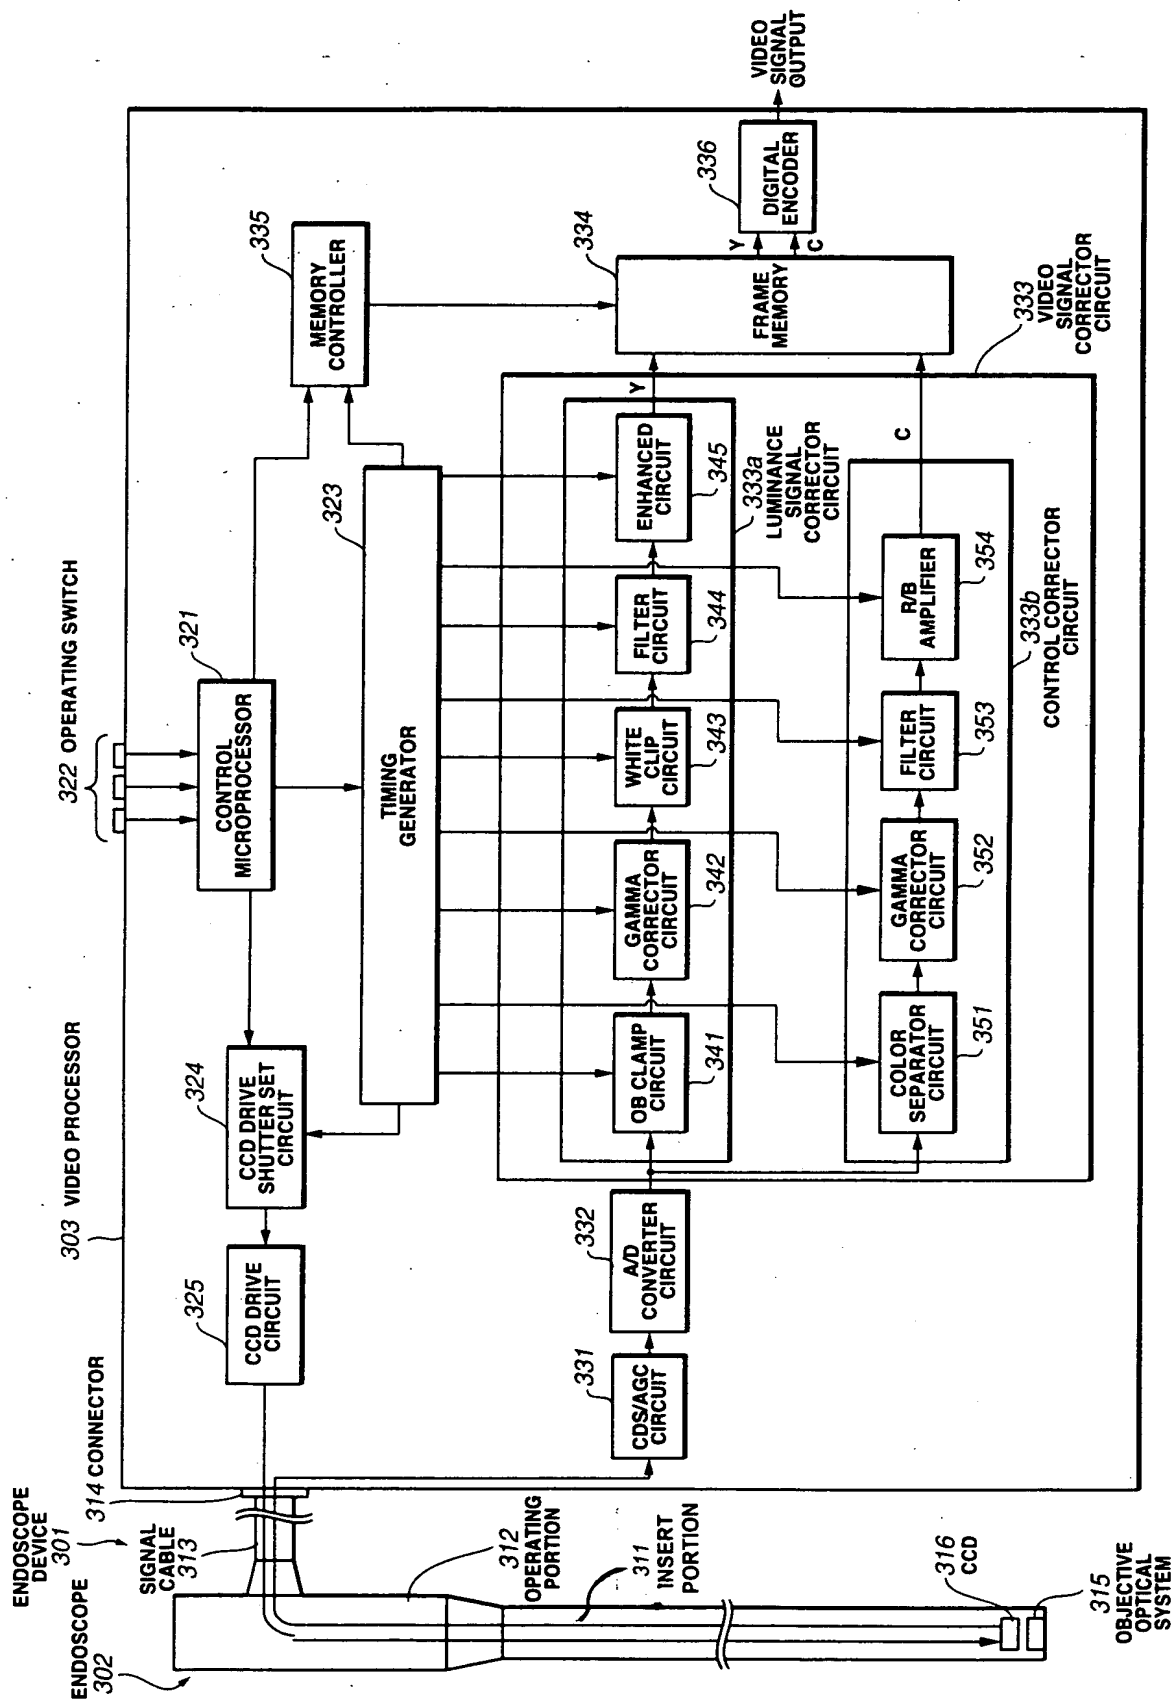 ENDOSCOPE
DEVICE
301
ENDOSCOPE
302
SIGNAL
CABLE
313
314 CONNECTOR
303 VIDEO PROCESSOR
322 OPERATING SWITCH
312
OPERATING
PORTION
311
INSERT
PORTION
316
CCD
315
OBJECTIVE
OPTICAL
SYSTEM
325
CCD DRIVE
CIRCUIT
324
CCD DRIVE
SHUTTER SET
CIRCUIT
321
CONTROL
MICROPROCESSOR
335
MEMORY
CONTROLLER
323
TIMING
GENERATOR
331
CDS/AGC
CIRCUIT
332
A/D
CONVERTER
CIRCUIT
OB CLAMP
CIRCUIT
341
GAMMA
CORRECTOR
CIRCUIT
342
WHITE
CLIP
CIRCUIT
343
FILTER
CIRCUIT
344
ENHANCED
CIRCUIT
345
Y
333a
LUMINANCE
SIGNAL
CORRECTOR
CIRCUIT
COLOR
SEPARATOR
CIRCUIT
351
GAMMA
CORRECTOR
CIRCUIT
352
FILTER
CIRCUIT
353
R/B
AMPLIFIER
354
C
333b
CONTROL CORRECTOR
CIRCUIT
333
VIDEO
SIGNAL
CORRECTOR
CIRCUIT
334
FRAME
MEMORY
Y
C
336
DIGITAL
ENCODER
VIDEO
SIGNAL
OUTPUT